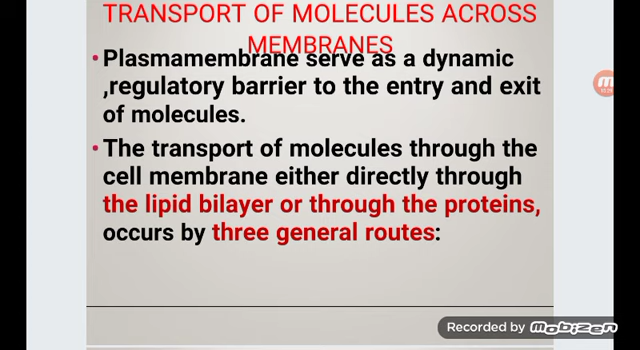 TRANSPORT OF MOLECULES ACROSS
MEMBRANES
•Plasmamembrane serve as a dynamic
,regulatory barrier to the entry and exit
of molecules.
•The transport of molecules through the
cell membrane either directly through
the lipid bilayer or through the proteins,
occurs by three general routes:
Recorded by Mobizen